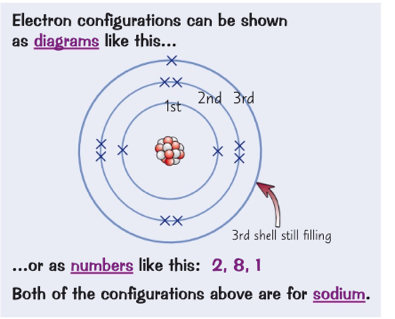 Electron configurations can be shown
as diagrams like this...
1st 2nd 3rd
3rd shell still filling
...or as numbers like this: 2, 8, 1
Both of the configurations above are for sodium.